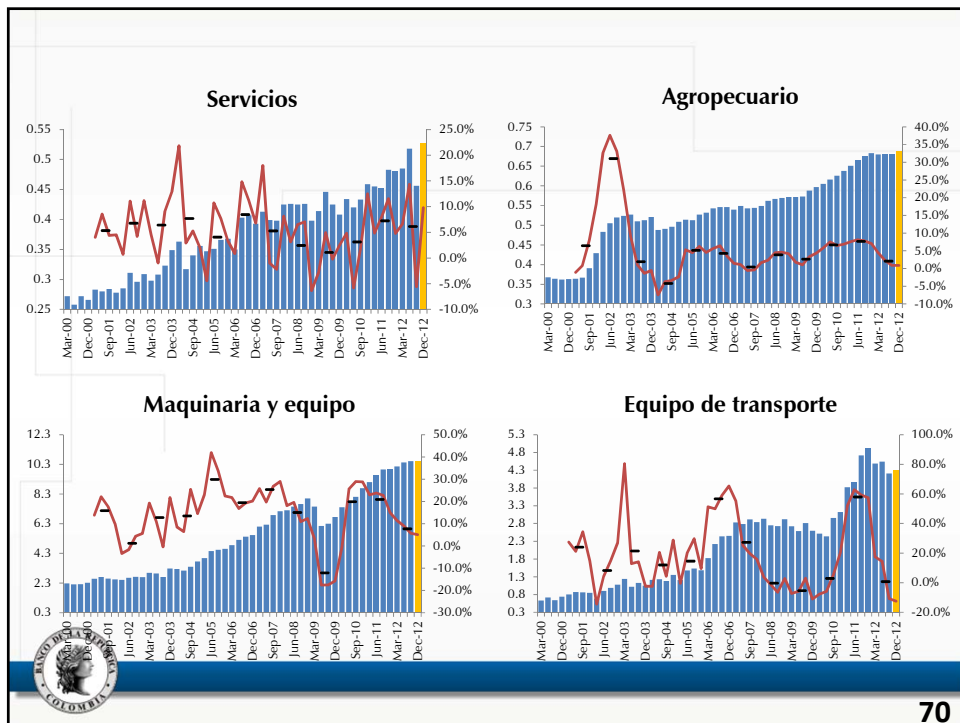 Servicios
0.55
0.5
0.45
0.4
0.35
0.3
0.25
25.0%
20.0%
15.0%
10.0%
5.0%
0.0%
-5.0%
-10.0%
Mar-00
Dec-00
Sep-01
Jun-02
Mar-03
Dec-03
Sep-04
Jun-05
Mar-06
Dec-06
Sep-07
Jun-08
Mar-09
Dec-09
Sep-10
Jun-11
Mar-12
Dec-12
Agropecuario
0.75
0.7
0.65
0.6
0.55
0.5
0.45
0.4
0.35
0.3
40.0%
35.0%
30.0%
25.0%
20.0%
15.0%
10.0%
5.0%
0.0%
-5.0%
-10.0%
Mar-00
Dec-00
Sep-01
Jun-02
Mar-03
Dec-03
Sep-04
Jun-05
Mar-06
Dec-06
Sep-07
Jun-08
Mar-09
Dec-09
Sep-10
Jun-11
Mar-12
Dec-12
Maquinaria y equipo
12.3
10.3
8.3
6.3
4.3
2.3
0.3
50.0%
40.0%
30.0%
20.0%
10.0%
0.0%
-10.0%
-20.0%
-30.0%
Mar-00
Dec-00
Sep-01
Jun-02
Mar-03
Dec-03
Sep-04
Jun-05
Mar-06
Dec-06
Sep-07
Jun-08
Mar-09
Dec-09
Sep-10
Jun-11
Mar-12
Dec-12
Equipo de transporte
5.3
4.8
4.3
3.8
3.3
2.8
2.3
1.8
1.3
0.8
0.3
100.0%
80.0%
60.0%
40.0%
20.0%
0.0%
-20.0%
Mar-00
Dec-00
Sep-01
Jun-02
Mar-03
Dec-03
Sep-04
Jun-05
Mar-06
Dec-06
Sep-07
Jun-08
Mar-09
Dec-09
Sep-10
Jun-11
Mar-12
Dec-12
BANCO DE LA REPUBLICA
COLOMBIA
70